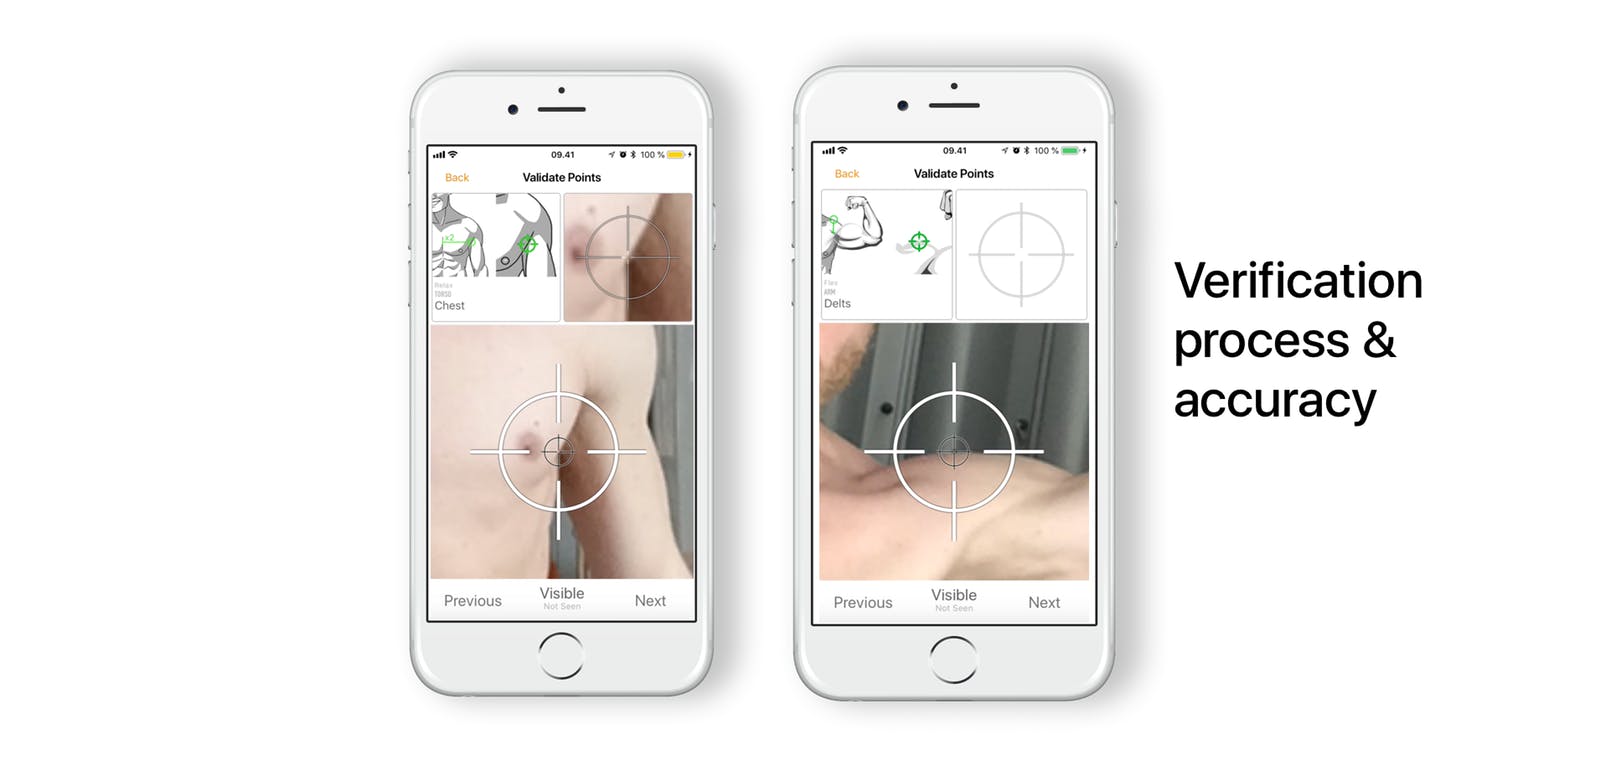 09.41
100 %
Back
Validate Points
x2
Relax
TORSO
Chest
Previous
Visible
Not Seen
Next
09.41
100 %
Back
Validate Points
Flex
ARM
Delts
Previous
Visible
Not Seen
Next
Verification
process &
accuracy